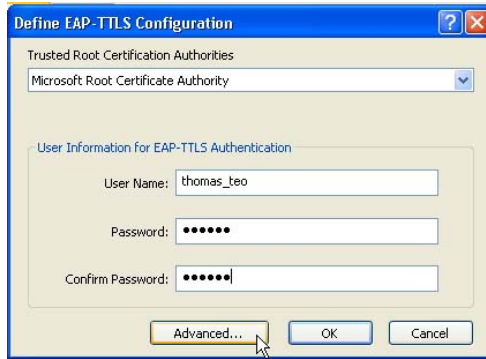 Define EAP-TTLS Configuration
Trusted Root Certification Authorities
Microsoft Root Certificate Authority
User Information for EAP-TTLS Authentication
User Name: thomas_teo
Password: ●●●●●●
Confirm Password: ●●●●●●
Advanced... OK Cancel